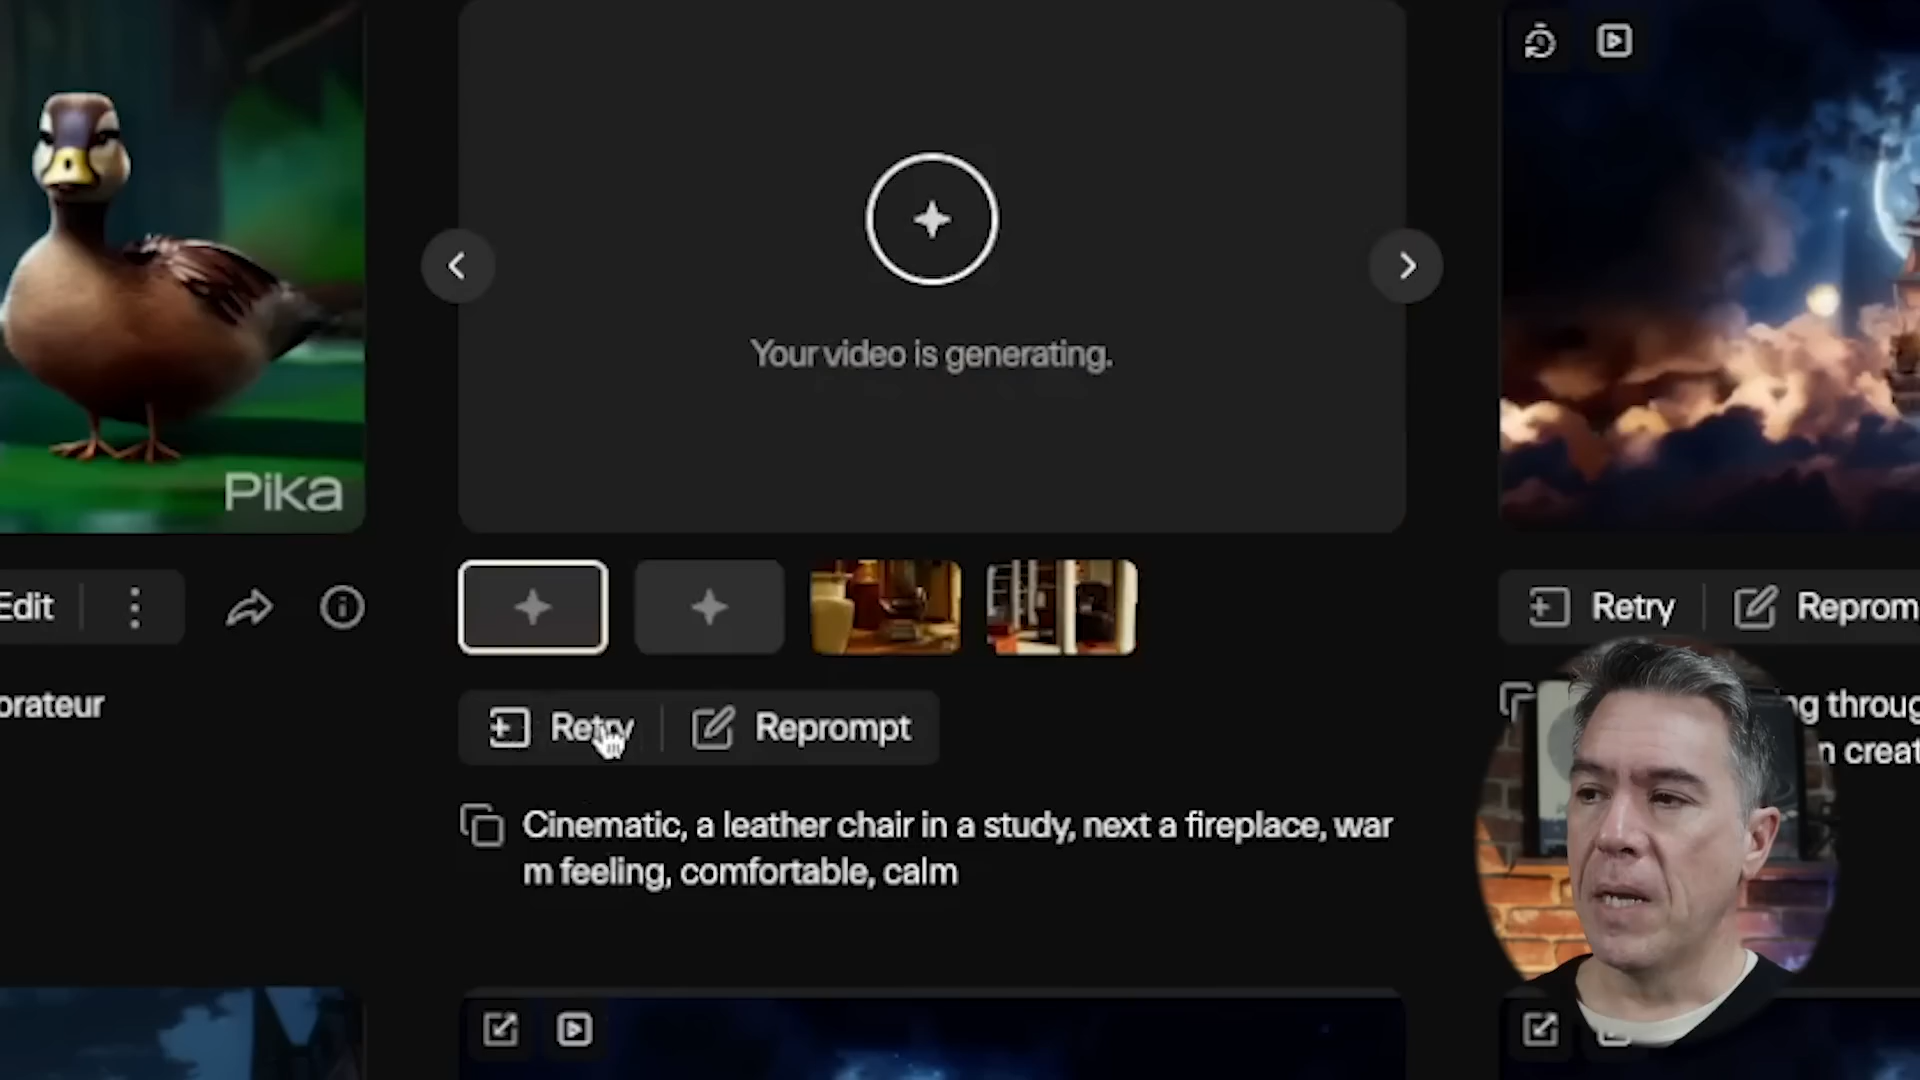 Your video is generating.
Pika
Edit
Retry
Reprom
orateur
ng throug
n creat
Retry
Reprompt
Cinematic, a leather chair in a study, next a fireplace, war
m feeling, comfortable, calm